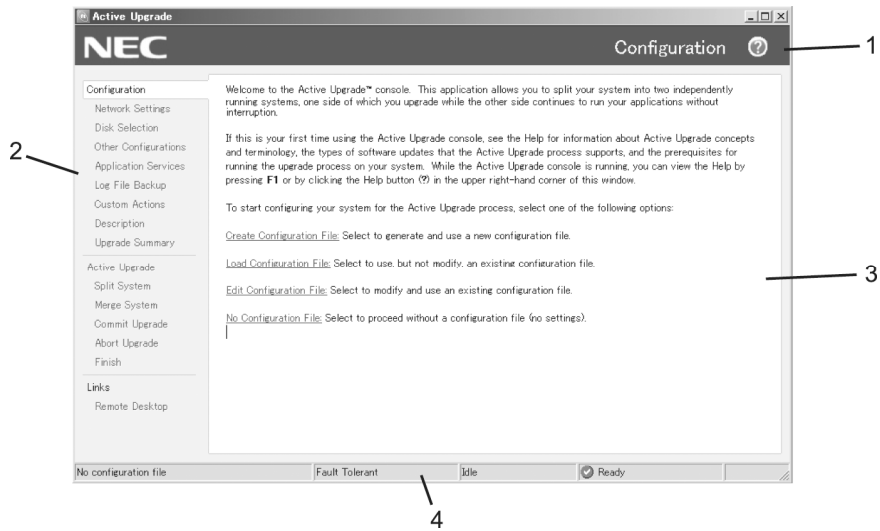 Active Upgrade
NEC
Configuration
?
1
Configuration
Network Settings
Disk Selection
Other Configurations
Application Services
Log File Backup
Custom Actions
Description
Upgrade Summary
Active Upgrade
Split System
Merge System
Commit Upgrade
Abort Upgrade
Finish
Links
Remote Desktop
2
Welcome to the Active Upgrade™ console. This application allows you to split your system into two independently
running systems, one side of which you upgrade while the other side continues to run your applications without
interruption.
If this is your first time using the Active Upgrade console, see the Help for information about Active Upgrade concepts
and terminology, the types of software updates that the Active Upgrade process supports, and the prerequisites for
running the upgrade process on your system. While the Active Upgrade console is running, you can view the Help by
pressing F1 or by clicking the Help button (?) in the upper right-hand corner of this window.
To start configuring your system for the Active Upgrade process, select one of the following options:
Create Configuration File: Select to generate and use a new configuration file.
Load Configuration File: Select to use, but not modify, an existing configuration file.
Edit Configuration File: Select to modify and use an existing configuration file.
No Configuration File: Select to proceed without a configuration file (no settings).
3
No configuration file
Fault Tolerant
Idle
Ready
4